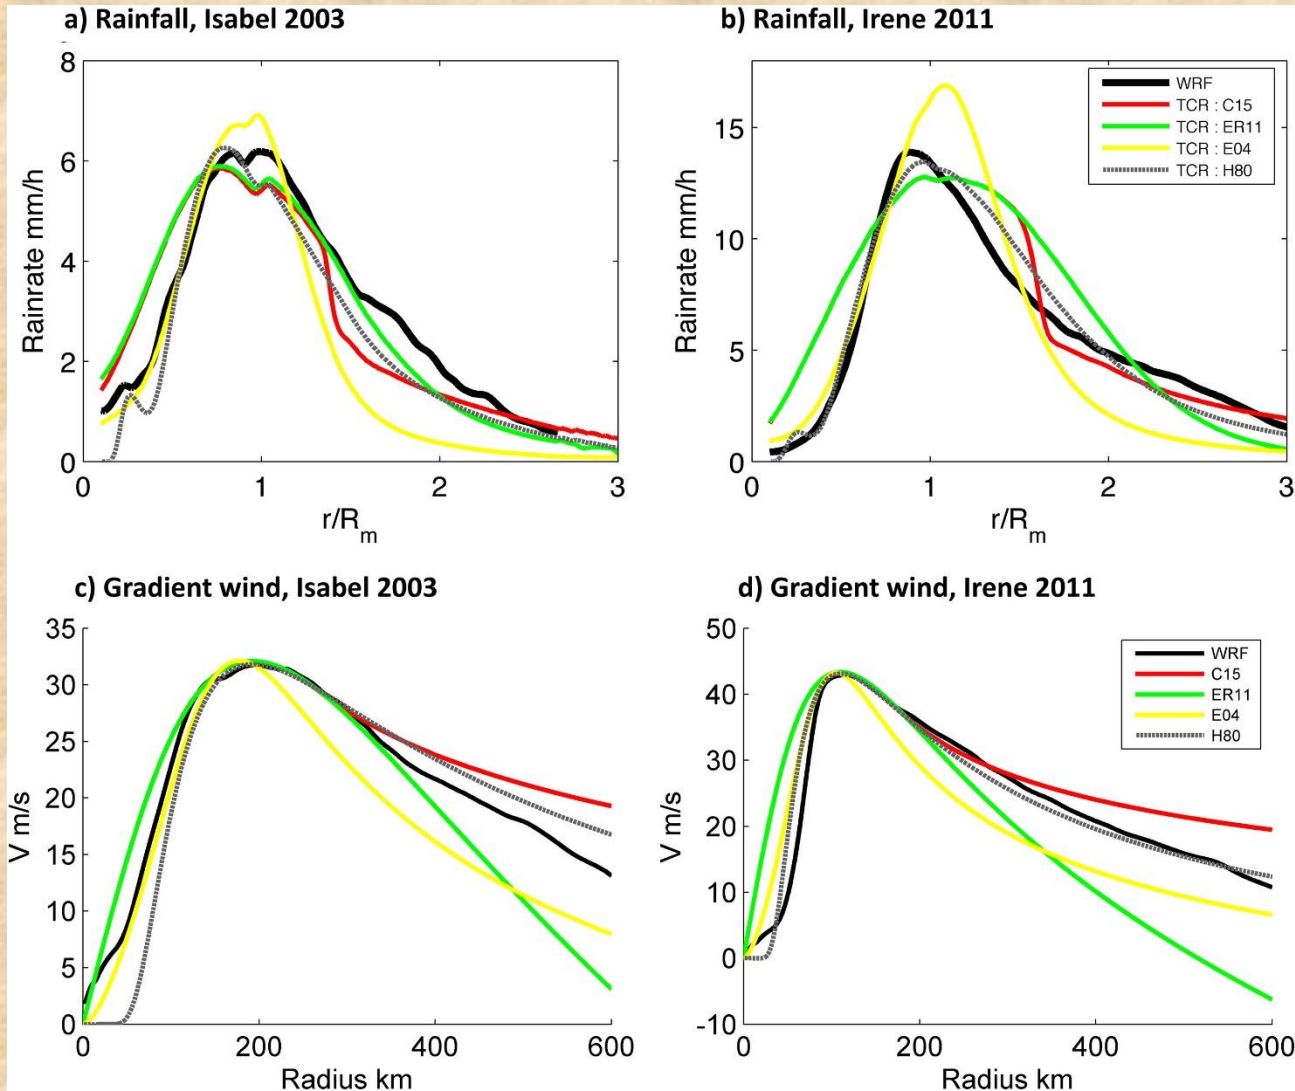 a) Rainfall, Isabel 2003
b) Rainfall, Irene 2011
8
6
4
2
0
Rainrate mm/h
0 1 2 3
r/Rm
15
10
5
0
Rainrate mm/h
0 1 2 3
r/Rm
WRF
TCR : C15
TCR : ER11
TCR : E04
TCR : H80
c) Gradient wind, Isabel 2003
d) Gradient wind, Irene 2011
35
30
25
20
15
10
5
0
V m/s
0 200 400 600
Radius km
50
40
30
20
10
0
-10
V m/s
0 200 400 600
Radius km
WRF
C15
ER11
E04
H80